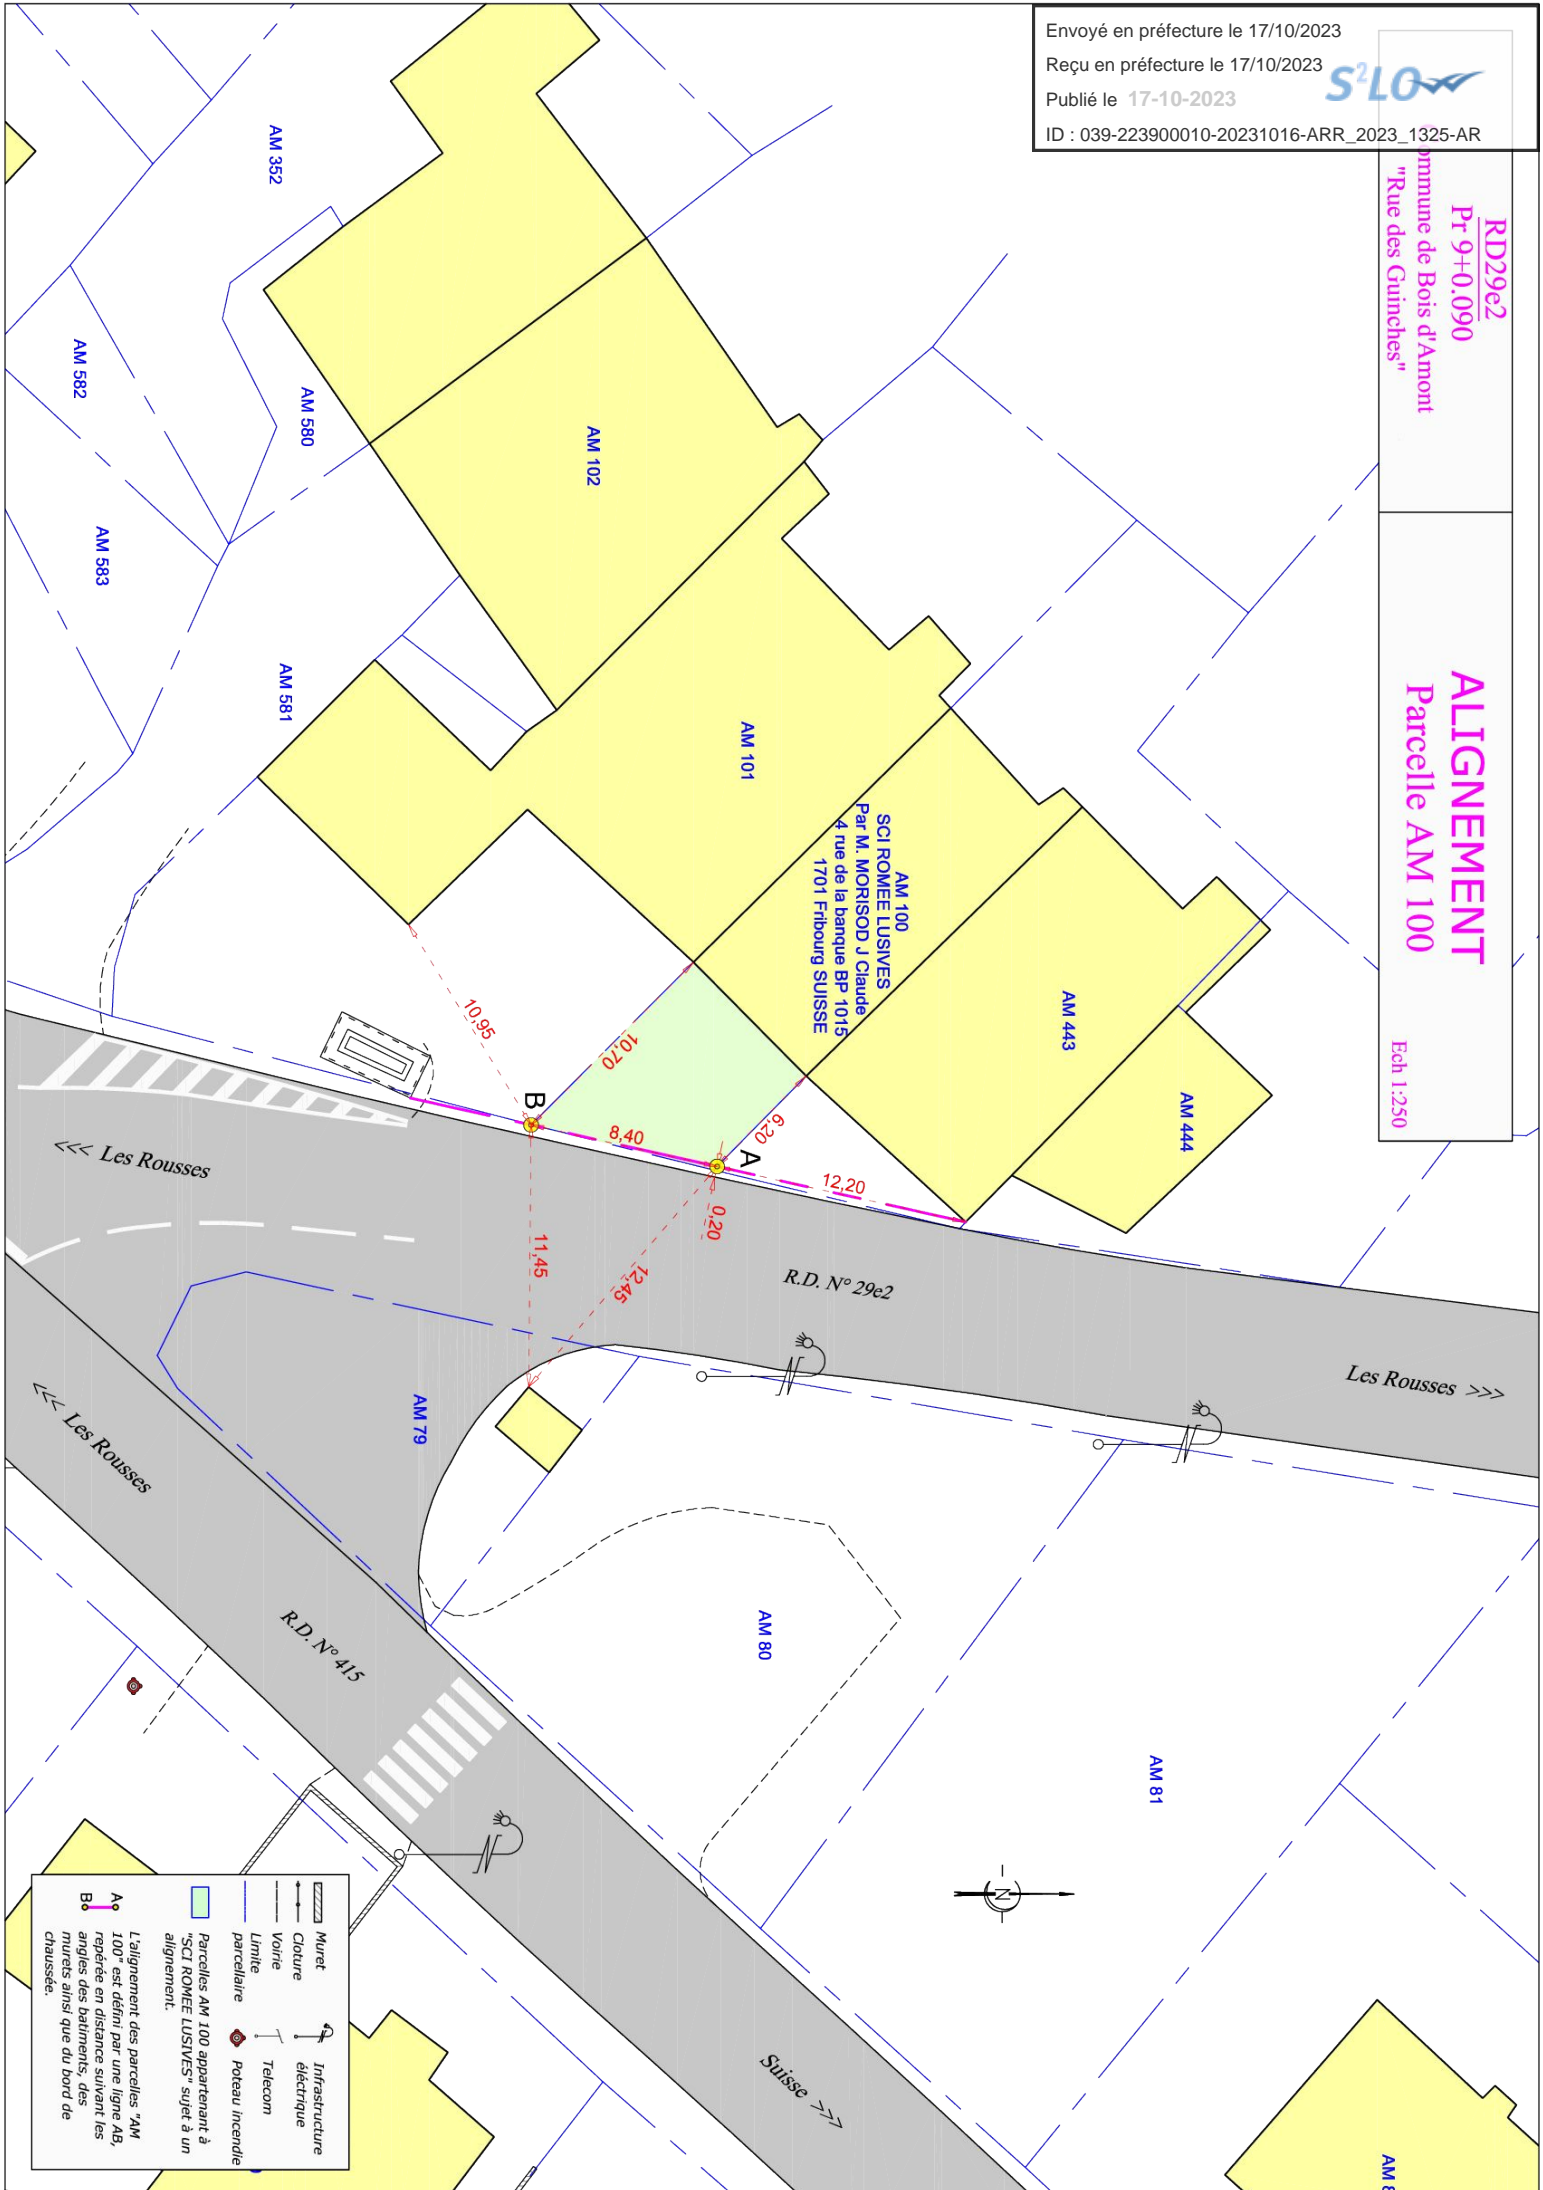 Envoyé en préfecture le 17/10/2023
Reçu en préfecture le 17/10/2023
Publié le 17-10-2023
S²LO
ID : 039-223900010-20231016-ARR_2023_1325-AR
RD29e2
Pr 9+0.090
ommune de Bois d'Amont
"Rue des Guinches"
ALIGNEMENT
Parcelle AM 100
Ech 1:250
AM 352
AM 582
AM 580
AM 583
AM 102
AM 581
AM 101
AM 100
SCI ROMEE LUSIVES
Par M. MORISOD J Claude
4 rue de la banque BP 1015
1701 Fribourg SUISSE
AM 443
AM 444
10,95
10,70
6,20
B
8,40
A
12,20
0,20
11,45
12,45
<<< Les Rousses
R.D. N° 29e2
Les Rousses >>>
<<< Les Rousses
AM 79
R.D. N° 415
AM 80
AM 81
N
Suisse >>>
Muret
Cloture
Voirie
Limite
parcellaire
Infrastructure
éléctrique
Telecom
Poteau incendie
Parcelles AM 100 appartenant à
"SCI ROMEE LUSIVES" sujet à un
alignement.
A
B
L'alignement des parcelles "AM
100" est défini par une ligne AB,
repérée en distance suivant les
angles des batiments, des
murets ainsi que du bord de
chaussée.